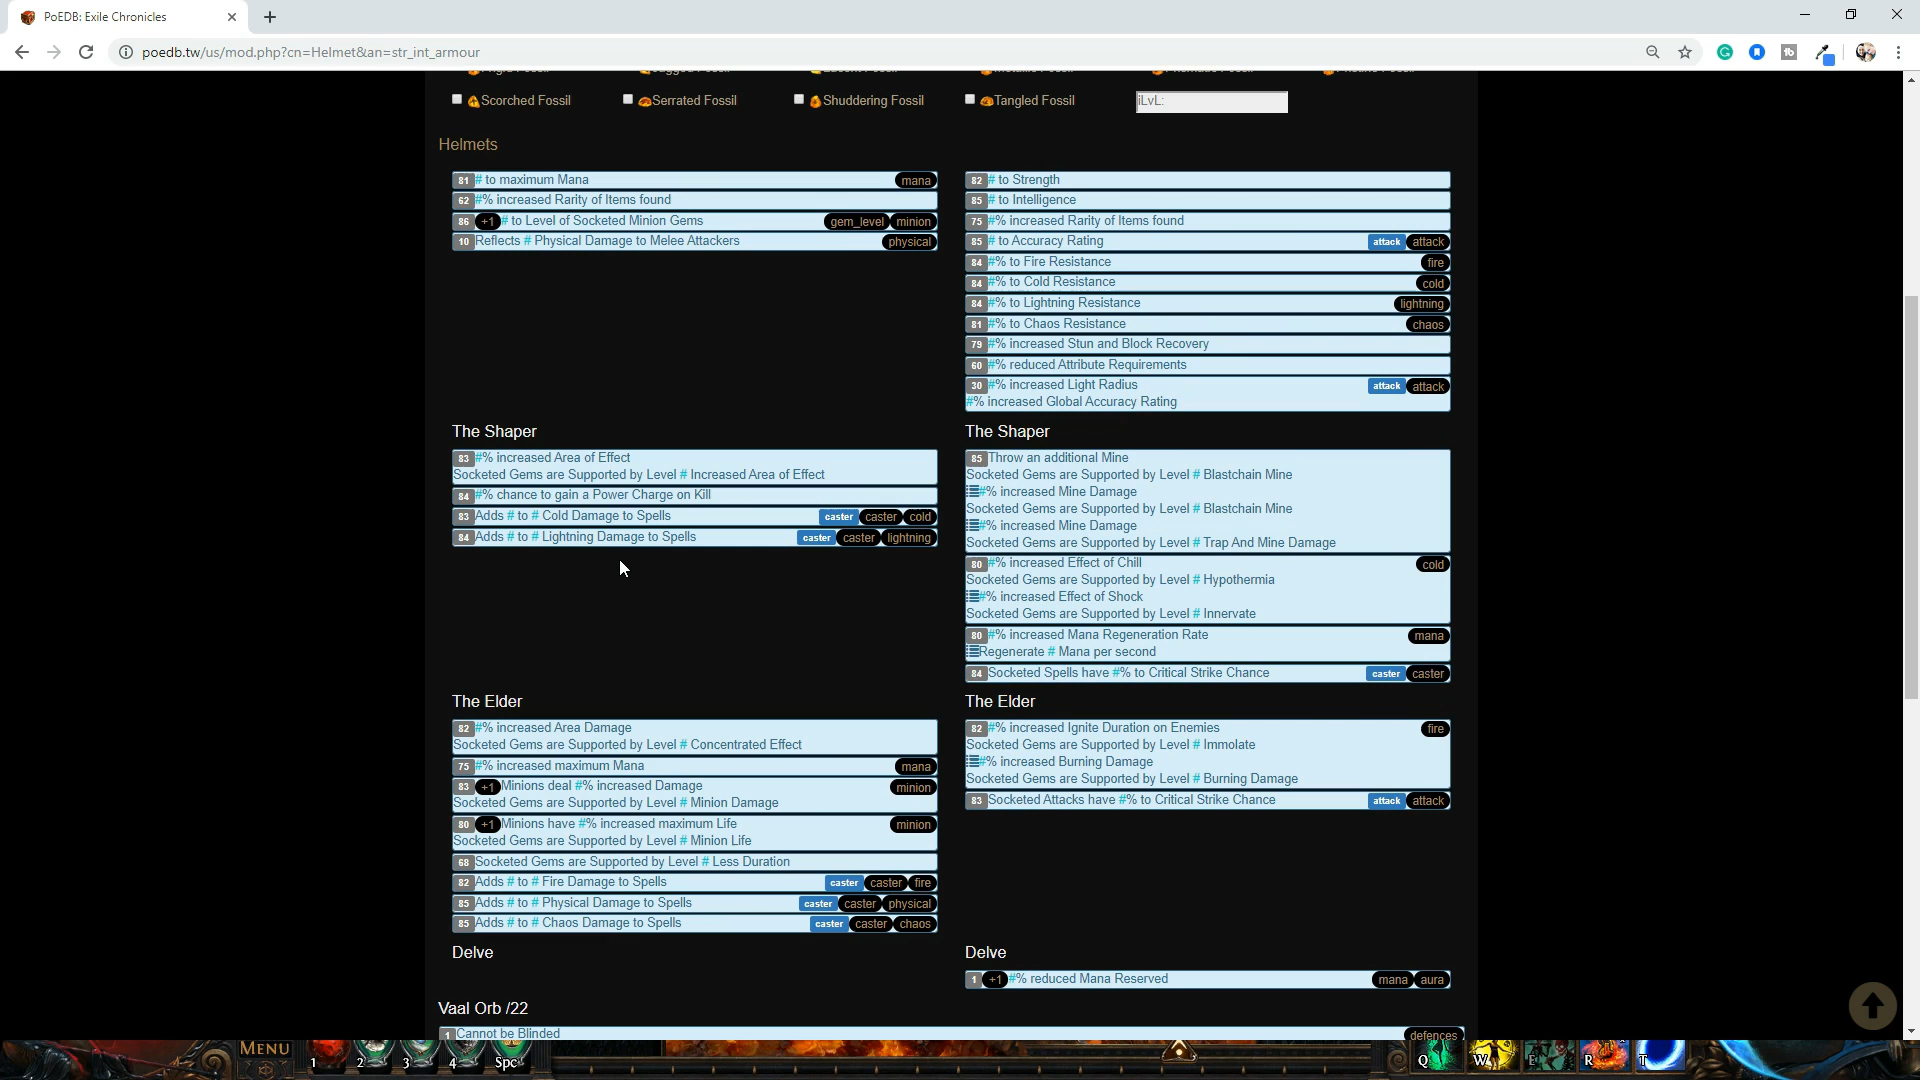 PoEDB: Exile Chronicles
poedb.tw/us/mod.php?cn=Helmet&an=str_int_armour
Scorched Fossil
Serrated Fossil
Shuddering Fossil
Tangled Fossil
iLvL:
Helmets
81 # to maximum Mana mana
62 #% increased Rarity of Items found
86 +1 # to Level of Socketed Minion Gems gem_level minion
10 Reflects # Physical Damage to Melee Attackers physical
82 # to Strength
85 # to Intelligence
75 #% increased Rarity of Items found
85 # to Accuracy Rating attack attack
84 #% to Fire Resistance fire
84 #% to Cold Resistance cold
84 #% to Lightning Resistance lightning
81 #% to Chaos Resistance chaos
79 #% increased Stun and Block Recovery
60 #% reduced Attribute Requirements
30 #% increased Light Radius attack attack
#% increased Global Accuracy Rating
The Shaper
83 #% increased Area of Effect
Socketed Gems are Supported by Level # Increased Area of Effect
84 #% chance to gain a Power Charge on Kill
83 Adds # to # Cold Damage to Spells caster caster cold
84 Adds # to # Lightning Damage to Spells caster caster lightning
The Shaper
85 Throw an additional Mine
Socketed Gems are Supported by Level # Blastchain Mine
#% increased Mine Damage
Socketed Gems are Supported by Level # Blastchain Mine
#% increased Mine Damage
Socketed Gems are Supported by Level # Trap And Mine Damage
80 #% increased Effect of Chill cold
Socketed Gems are Supported by Level # Hypothermia
#% increased Effect of Shock
Socketed Gems are Supported by Level # Innervate
80 #% increased Mana Regeneration Rate mana
Regenerate # Mana per second
84 Socketed Spells have #% to Critical Strike Chance caster caster
The Elder
82 #% increased Area Damage
Socketed Gems are Supported by Level # Concentrated Effect
75 #% increased maximum Mana mana
83 +1 Minions deal #% increased Damage minion
Socketed Gems are Supported by Level # Minion Damage
80 +1 Minions have #% increased maximum Life minion
Socketed Gems are Supported by Level # Minion Life
68 Socketed Gems are Supported by Level # Less Duration
82 Adds # to # Fire Damage to Spells caster caster fire
85 Adds # to # Physical Damage to Spells caster caster physical
85 Adds # to # Chaos Damage to Spells caster caster chaos
The Elder
82 #% increased Ignite Duration on Enemies fire
Socketed Gems are Supported by Level # Immolate
#% increased Burning Damage
Socketed Gems are Supported by Level # Burning Damage
83 Socketed Attacks have #% to Critical Strike Chance attack attack
Delve
Delve
1 +1 #% reduced Mana Reserved mana aura
Vaal Orb /22
1 Cannot be Blinded defences
MENU
1 2 3 4 Spc
Q W E R T